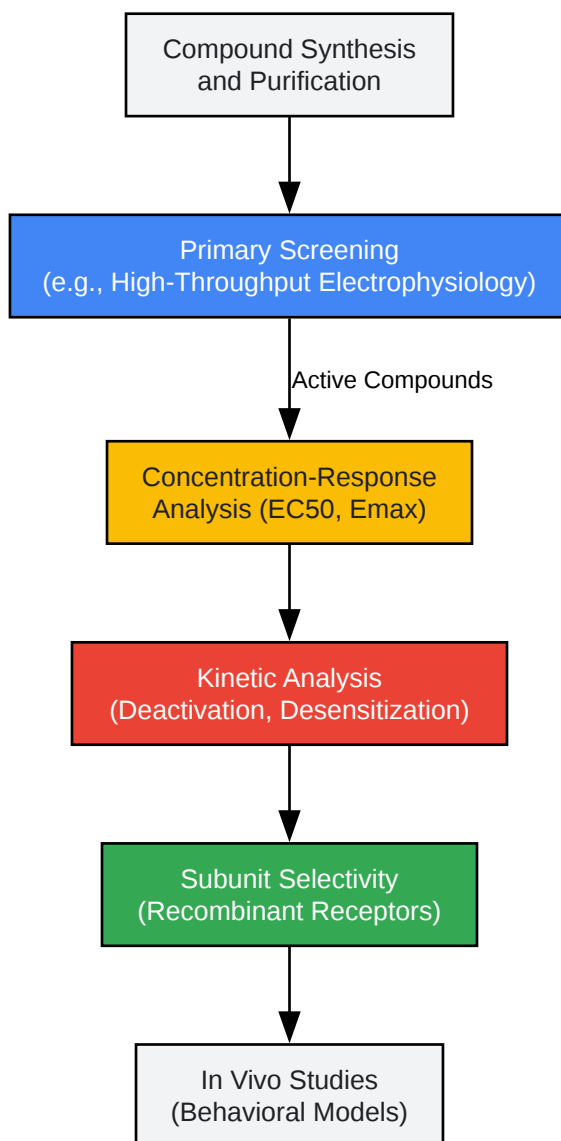 Compound Synthesis
and Purification
Primary Screening
(e.g., High-Throughput Electrophysiology)
Active Compounds
Concentration-Response
Analysis (EC50, Emax)
Kinetic Analysis
(Deactivation, Desensitization)
Subunit Selectivity
(Recombinant Receptors)
In Vivo Studies
(Behavioral Models)